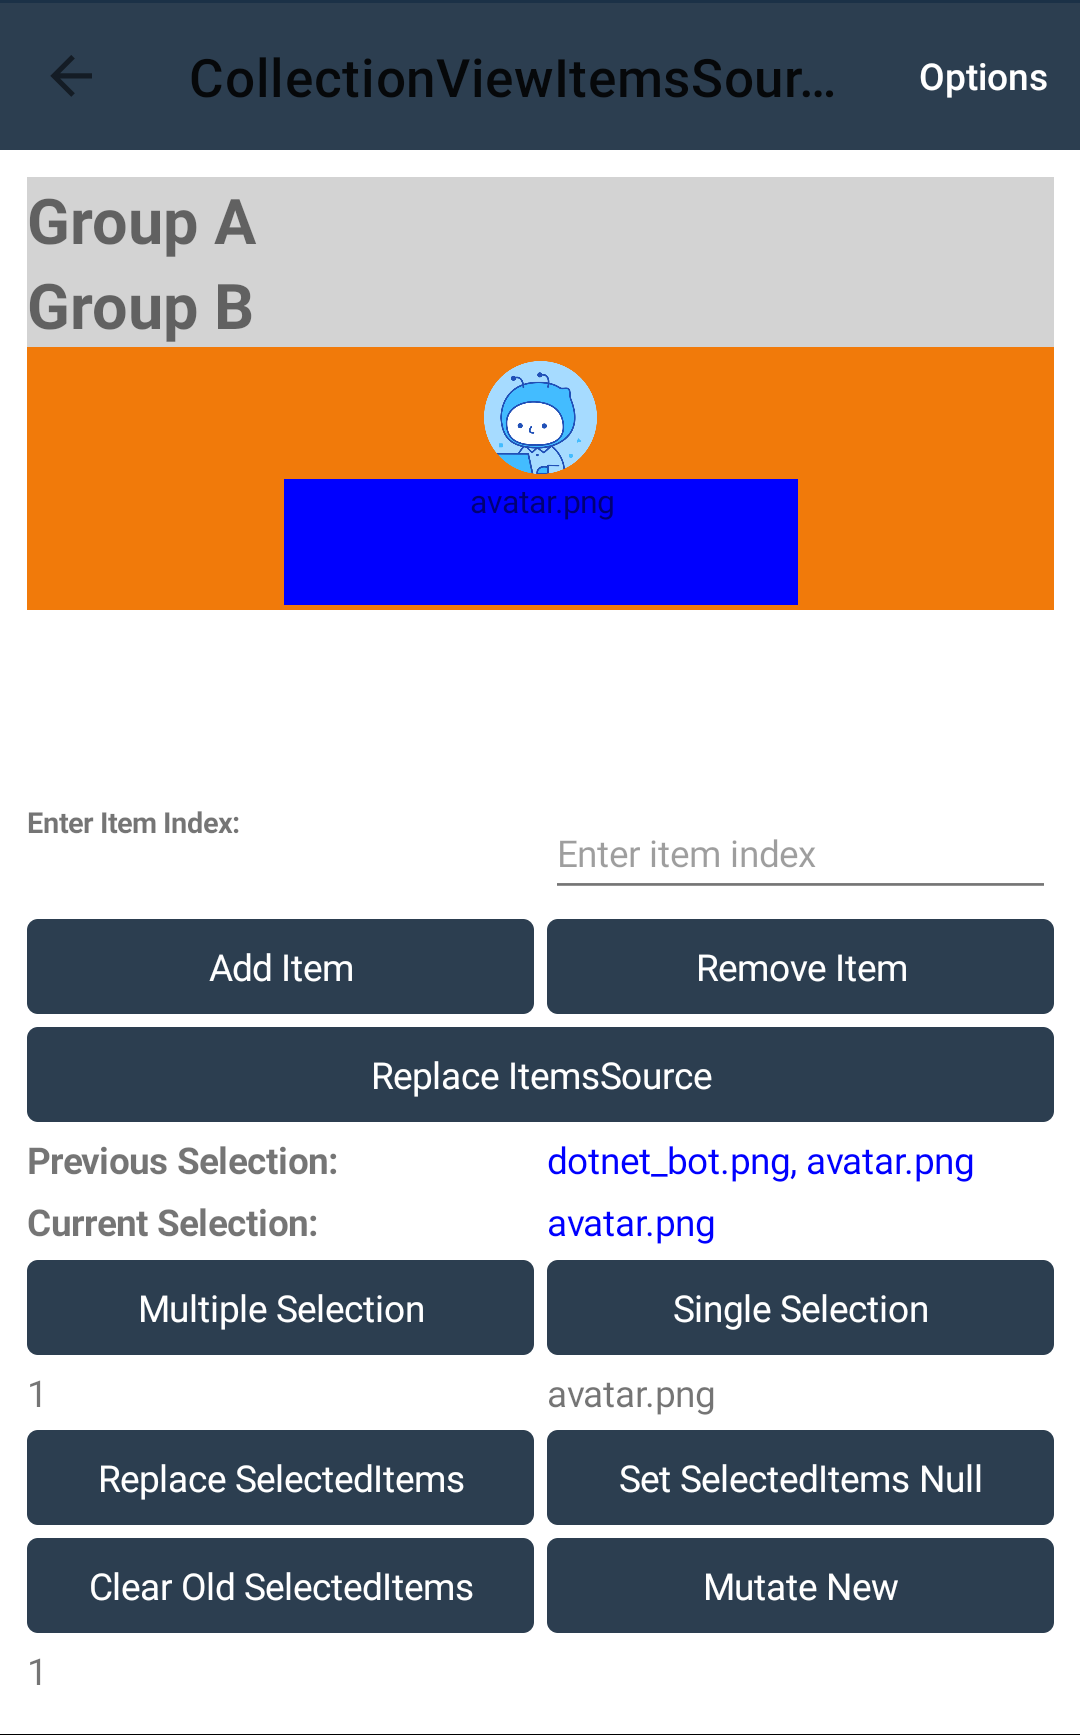 CollectionViewItemsSour...
Options
Group A
Group B
avatar.png
Enter Item Index:
Enter item index
Add Item
Remove Item
Replace ItemsSource
Previous Selection:
dotnet_bot.png, avatar.png
Current Selection:
avatar.png
Multiple Selection
Single Selection
1
avatar.png
Replace SelectedItems
Set SelectedItems Null
Clear Old SelectedItems
Mutate New
1